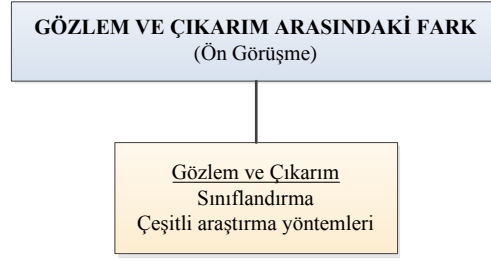 GÖZLEM VE ÇIKARIM ARASINDAKİ FARK
(Ön Görüşme)
Gözlem ve Çıkarım
Sınıflandırma
Çeşitli araştırma yöntemleri